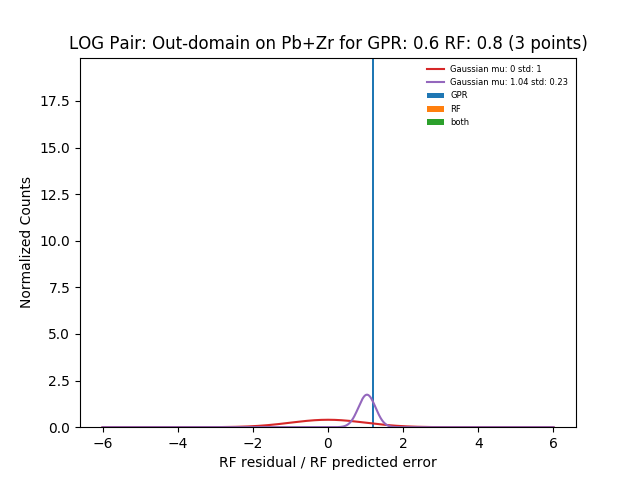 LOG Pair: Out-domain on Pb+Zr for GPR: 0.6 RF: 0.8 (3 points)
Gaussian mu: 0 std: 1
Gaussian mu: 1.04 std: 0.23
GPR
RF
both
Normalized Counts
17.5
15.0
12.5
10.0
7.5
5.0
2.5
0.0
−6 −4 −2 0 2 4 6
RF residual / RF predicted error